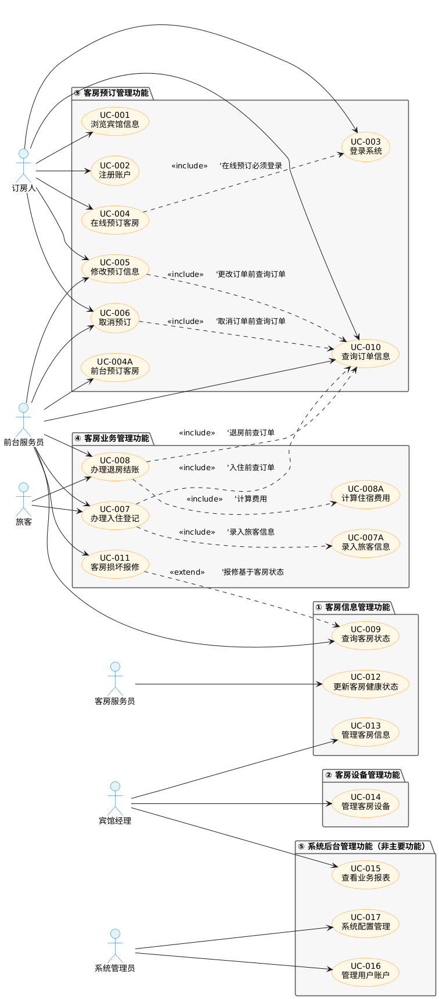 ③ 客房预订管理功能
UC-001
浏览宾馆信息
UC-003
登录系统
UC-002
注册账户
«include» '在线预订必须登录
订房人
UC-004
在线预订客房
UC-005
修改预订信息
«include» '更改订单前查询订单
UC-006
取消预订
«include» '取消订单前查询订单
UC-010
查询订单信息
UC-004A
前台预订客房
前台服务员
④ 客房业务管理功能
«include» '退房前查订单
UC-008
办理退房结账
«include» '入住前查订单
UC-008A
计算住宿费用
«include» '计算费用
旅客
UC-007
办理入住登记
«include» '录入旅客信息
UC-007A
录入旅客信息
UC-011
客房损坏报修
«extend» '报修基于客房状态
① 客房信息管理功能
UC-009
查询客房状态
客房服务员
UC-012
更新客房健康状态
UC-013
管理客房信息
② 客房设备管理功能
UC-014
管理客房设备
宾馆经理
⑤ 系统后台管理功能（非主要功能）
UC-015
查看业务报表
UC-017
系统配置管理
系统管理员
UC-016
管理用户账户